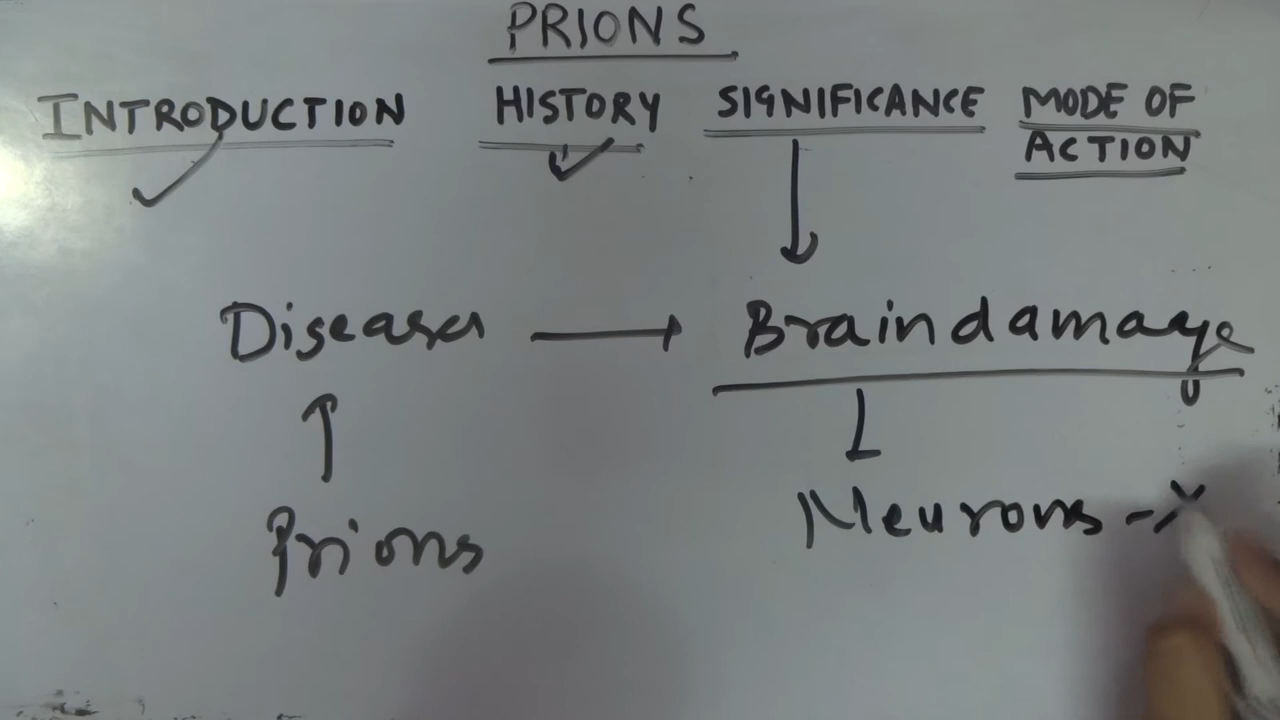 PRIONS
INTRODUCTION HISTORY SIGNIFICANCE MODE OF
ACTION
Diseases → Braindamage
Prions Neurons - X